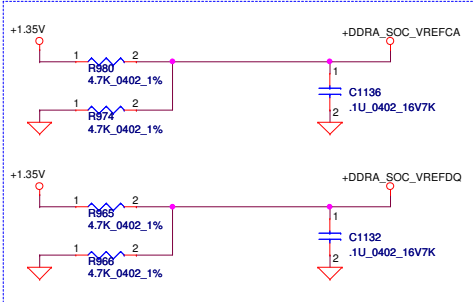 +1.35V
+DDRA_SOC_VREFCA
1 2
R980
4.7K_0402_1%
1
C1136
.1U_0402_16V7K
2
1 2
R974
4.7K_0402_1%
+1.35V
+DDRA_SOC_VREFDQ
1 2
R965
4.7K_0402_1%
1
C1132
.1U_0402_16V7K
2
1 2
R966
4.7K_0402_1%